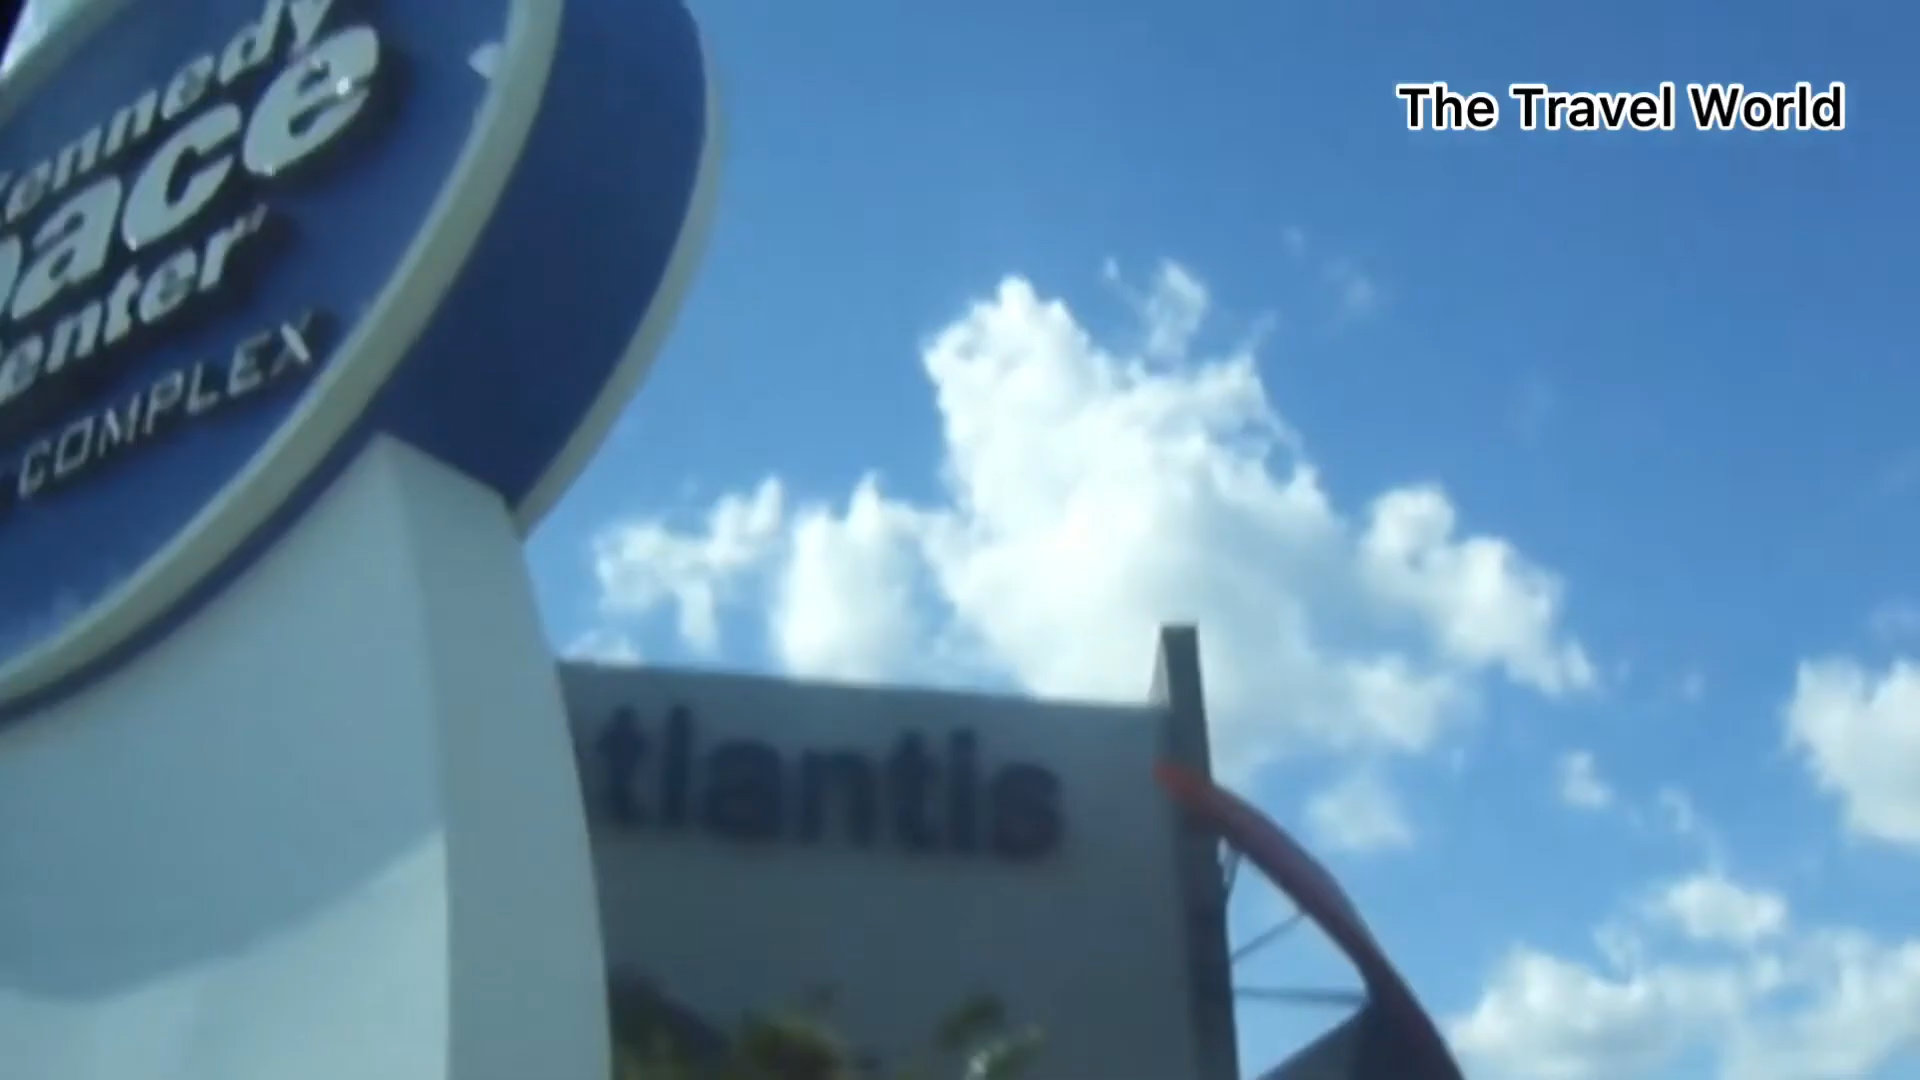 ennedy
pace
enter
COMPLEX
The Travel World
tlantis